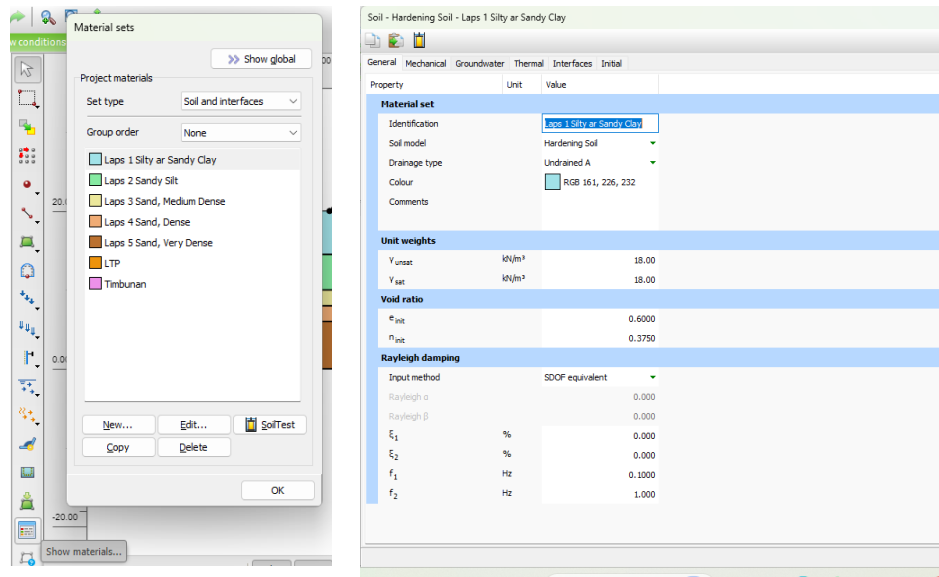 w conditions
Material sets
Show global
Project materials
Set type
Soil and interfaces
Group order
None
Laps 1 Silty ar Sandy Clay
Laps 2 Sandy Silt
Laps 3 Sand, Medium Dense
Laps 4 Sand, Dense
Laps 5 Sand, Very Dense
LTP
Timbunan
New...
Edit...
SoilTest
Copy
Delete
OK
00
20.0
0.00
-20.00
Show materials...
Soil - Hardening Soil - Laps 1 Silty ar Sandy Clay
General Mechanical Groundwater Thermal Interfaces Initial
Property Unit Value
Material set
Identification Laps 1 Silty ar Sandy Clay
Soil model Hardening Soil
Drainage type Undrained A
Colour RGB 161, 226, 232
Comments
Unit weights
γ unsat kN/m³ 18.00
γ sat kN/m³ 18.00
Void ratio
e init 0.6000
n init 0.3750
Rayleigh damping
Input method SDOF equivalent
Rayleigh α 0.000
Rayleigh β 0.000
ξ1 % 0.000
ξ2 % 0.000
f1 Hz 0.1000
f2 Hz 1.000